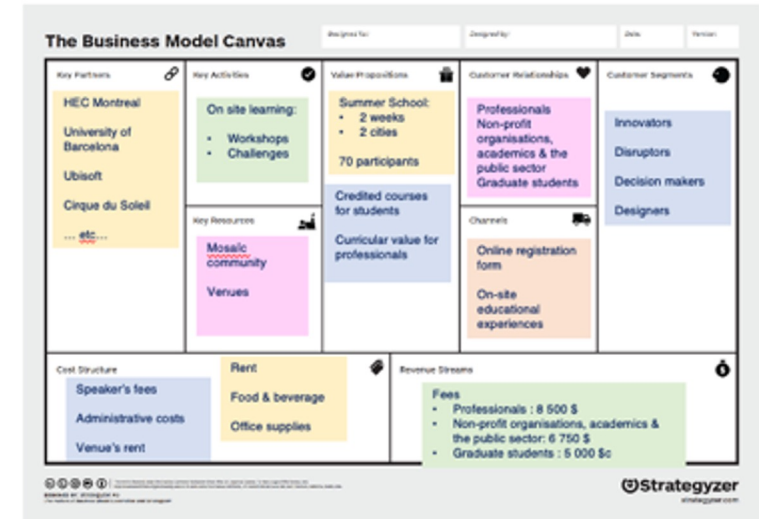 The Business Model Canvas
Designed for:
Designed by:
Date:
Version:
Key Partners
HEC Montreal
University of
Barcelona
Ubisoft
Cirque du Soleil
... etc...
Key Activities
On site learning:
• Workshops
• Challenges
Key Resources
Mosaic
community
Venues
Value Propositions
Summer School:
• 2 weeks
• 2 cities
70 participants
Credited courses
for students
Curricular value for
professionals
Customer Relationships
Professionals
Non-profit
organisations,
academics & the
public sector
Graduate students
Channels
Online registration
form
On-site
educational
experiences
Customer Segments
Innovators
Disruptors
Decision makers
Designers
Cost Structure
Speaker's fees
Administrative costs
Venue's rent
Rent
Food & beverage
Office supplies
Revenue Streams
Fees
• Professionals : 8 500 $
• Non-profit organisations, academics &
the public sector: 6 750 $
• Graduate students : 5 000 $c
Strategyzer
strategyzer.com